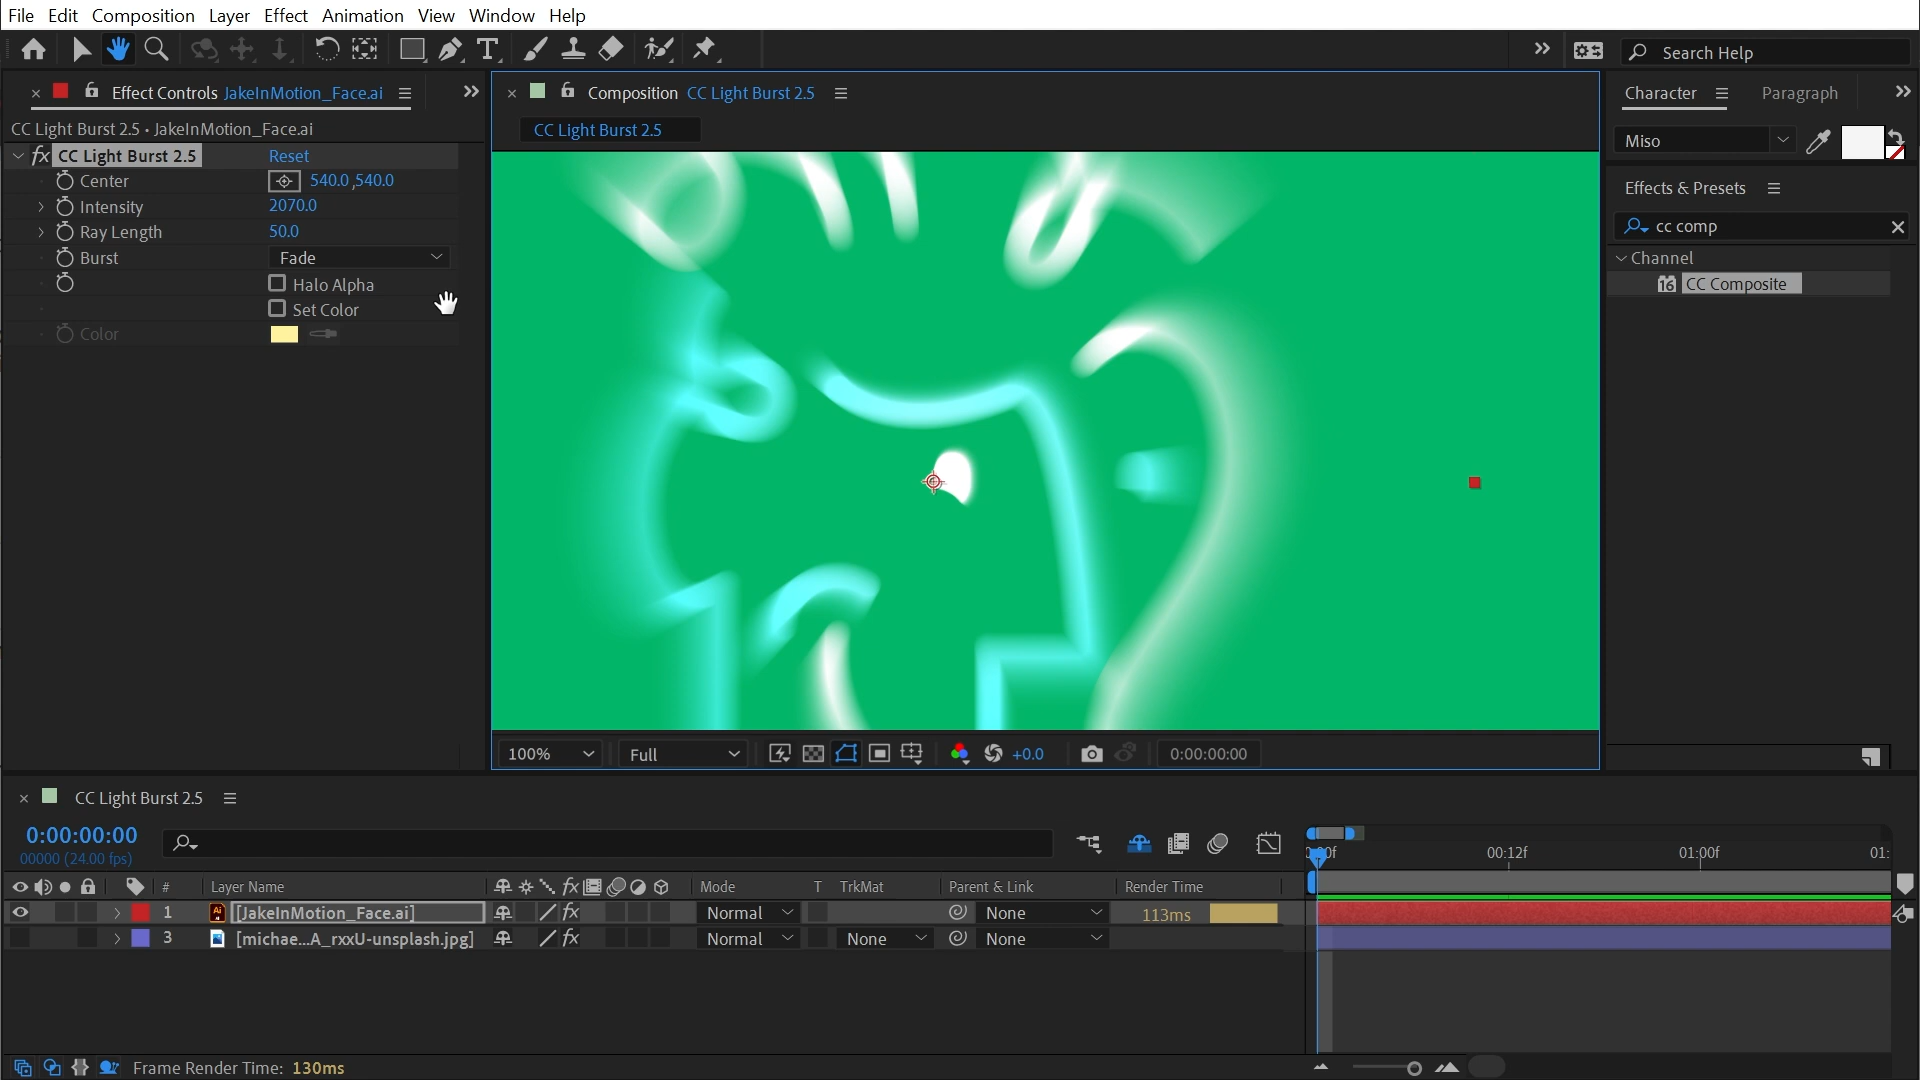 File Edit Composition Layer Effect Animation View Window Help
Search Help
Effect Controls JakeInMotion_Face.ai
Composition CC Light Burst 2.5
Character Paragraph
CC Light Burst 2.5 • JakeInMotion_Face.ai
CC Light Burst 2.5
Miso
fx CC Light Burst 2.5 Reset
Center 540.0,540.0
Effects & Presets
Intensity 2070.0
cc comp
Ray Length 50.0
Burst Fade
Channel
Halo Alpha
16 CC Composite
Set Color
Color
100% Full +0.0 0:00:00:00
CC Light Burst 2.5
0:00:00:00
00000 (24.00 fps)
00:12f 01:00f 01:
# Layer Name fx Mode T TrkMat Parent & Link Render Time
1 Ai [JakeInMotion_Face.ai] fx Normal None 113ms
3 [michae...A_rxxU-unsplash.jpg] fx Normal None None
Frame Render Time: 130ms